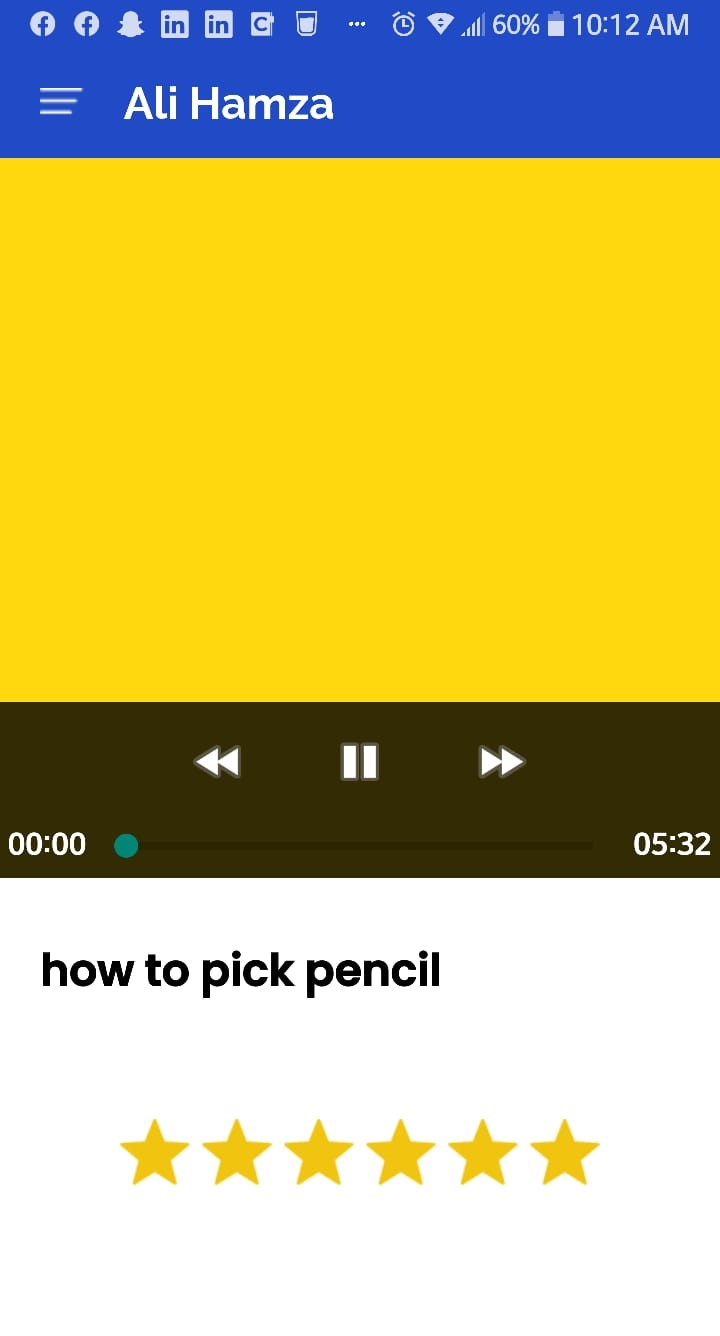 60% 10:12 AM
Ali Hamza
00:00 05:32
how to pick pencil